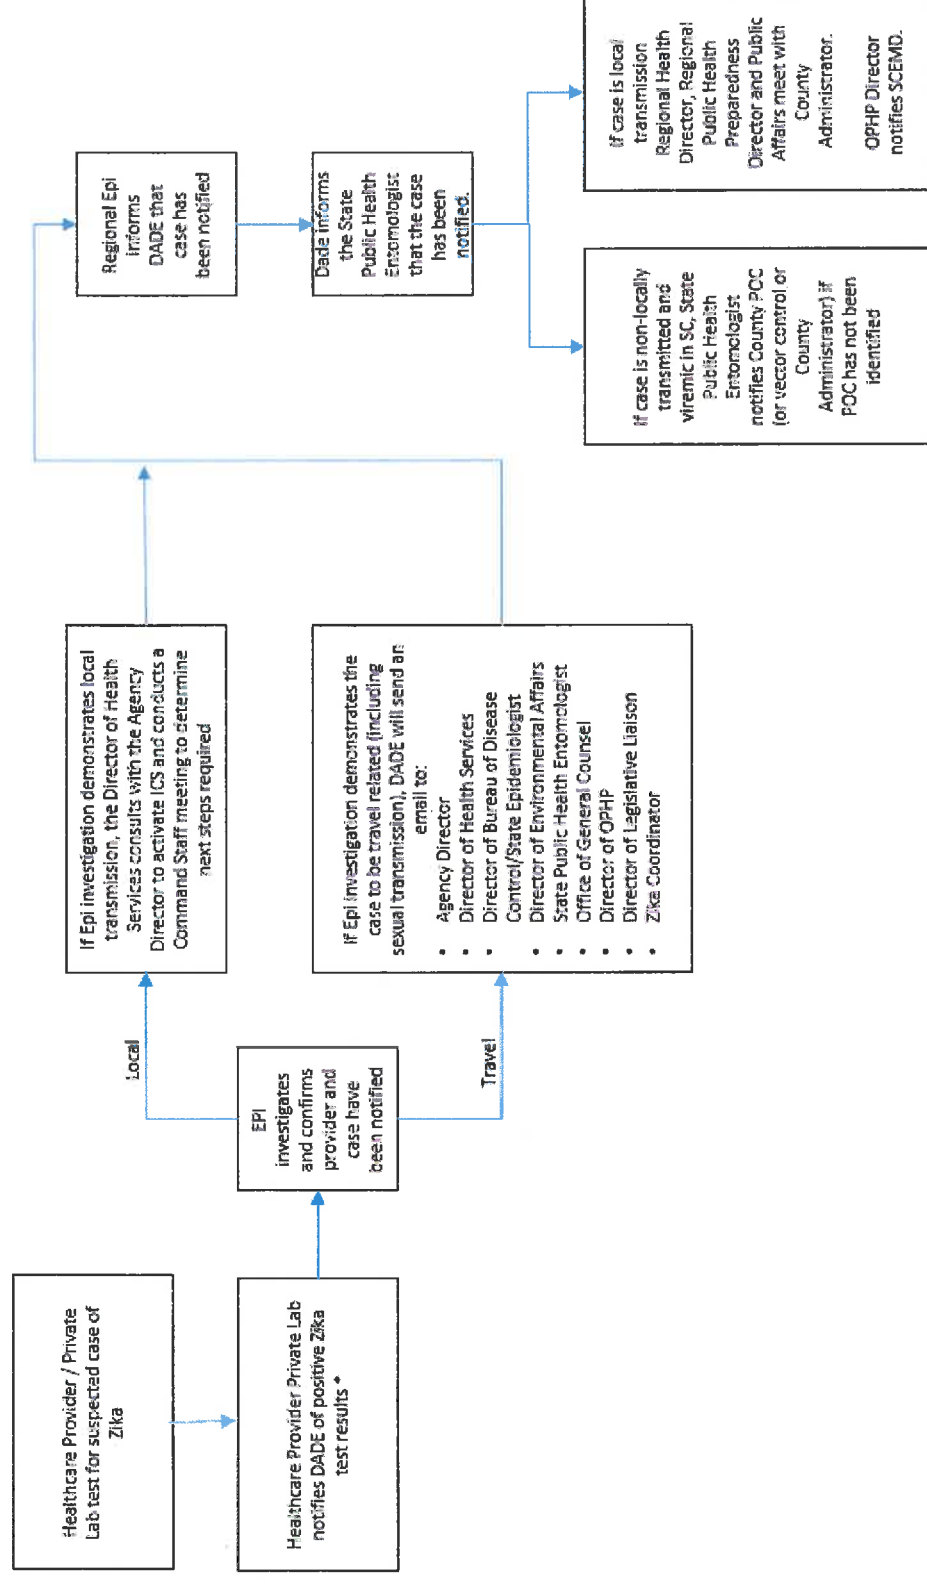 Healthcare Provider / Private
Lab test for suspected case of
Zika
Healthcare Provider Private Lab
notifies DADE of positive Zika
test results *
EPI
investigates
and confirms
provider and
case have
been notified
Local
Travel
If Epi investigation demonstrates local
transmission, the Director of Health
Services consults with the Agency
Director to activate ICS and conducts a
Command Staff meeting to determine
next steps required
If Epi investigation demonstrates the
case to be travel related (including
sexual transmission), DADE will send an
email to:
• Agency Director
• Director of Health Services
• Director of Bureau of Disease
Control/State Epidemiologist
• Director of Environmental Affairs
• State Public Health Entomologist
• Office of General Counsel
• Director of OPHP
• Director of Legislative Liaison
• Zika Coordinator
Regional Epi
informs
DADE that
case has
been notified
Dade informs
the State
Public Health
Entomologist
that the case
has been
notified.
If case is non-locally
transmitted and
viremic in SC, State
Public Health
Entomologist
notifies County POC
(or vector control or
County
Administrator) if
POC has not been
identified
If case is local
transmission
Regional Health
Director, Regional
Public Health
Preparedness
Director and Public
Affairs meet with
County
Administrator.
OPHP Director
notifies SCEMD.